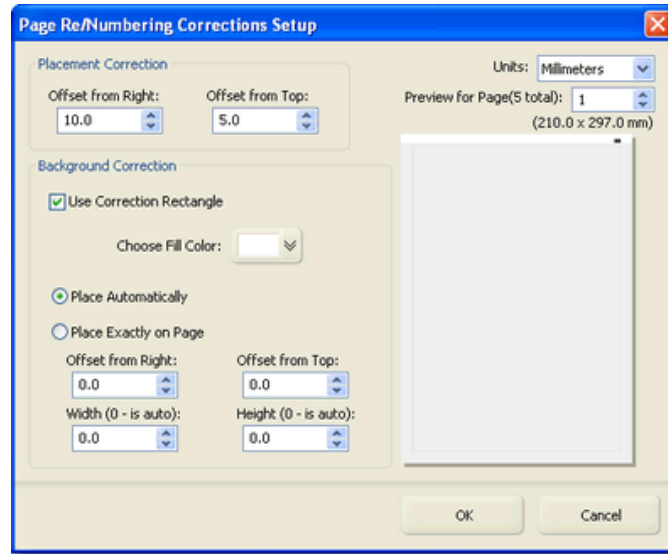 Page Re/Numbering Corrections Setup
Placement Correction
Offset from Right: Offset from Top:
10.0 5.0
Units: Millimeters
Preview for Page(5 total): 1
(210.0 x 297.0 mm)
Background Correction
Use Correction Rectangle
Choose Fill Color:
Place Automatically
Place Exactly on Page
Offset from Right: Offset from Top:
0.0 0.0
Width (0 - is auto): Height (0 - is auto):
0.0 0.0
OK Cancel